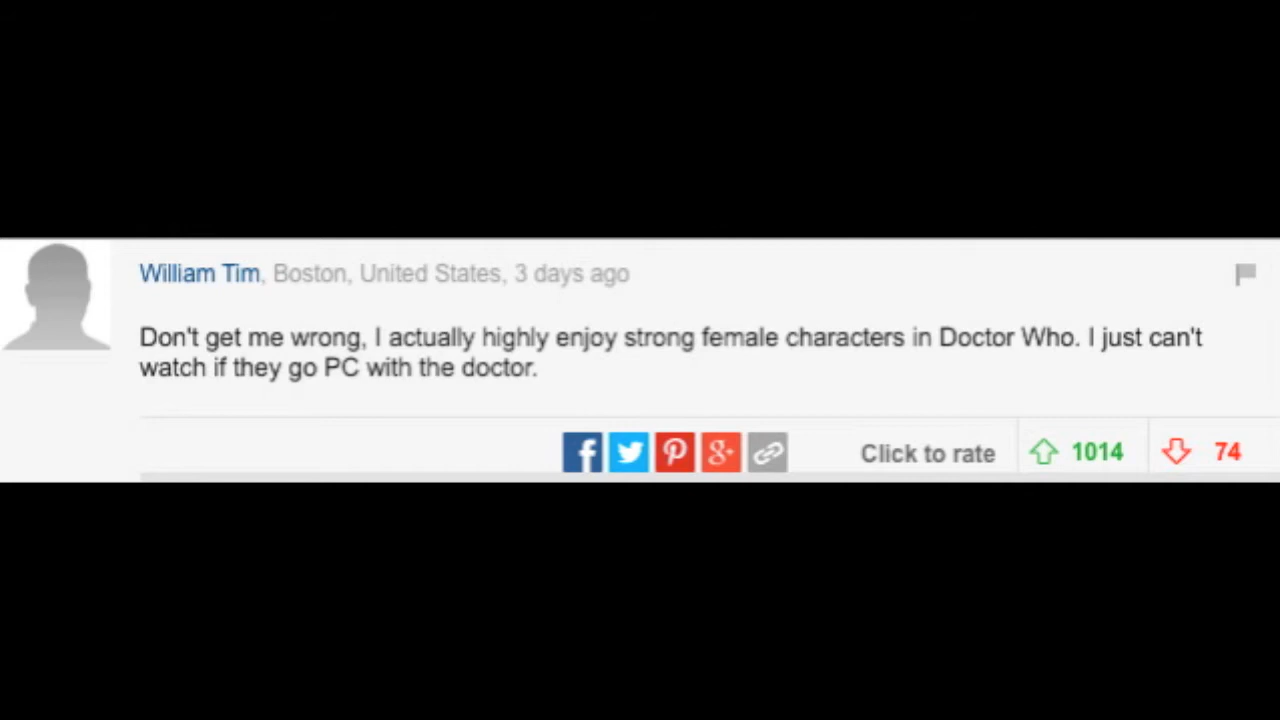 William Tim, Boston, United States, 3 days ago
Don't get me wrong, I actually highly enjoy strong female characters in Doctor Who. I just can't
watch if they go PC with the doctor.
f g+ Click to rate 1014 74